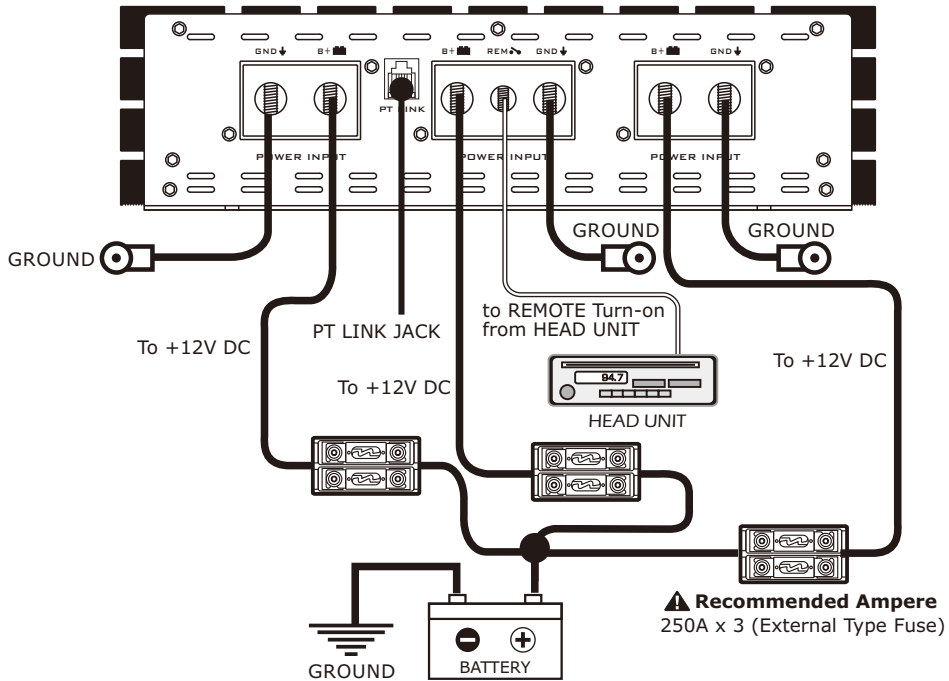 GND B+ B+ REM GND B+ GND
PT LINK
POWER INPUT POWER INPUT POWER INPUT
GROUND
GROUND
GROUND
PT LINK JACK
to REMOTE Turn-on
from HEAD UNIT
To +12V DC
To +12V DC
To +12V DC
94.7
HEAD UNIT
Recommended Ampere
250A x 3 (External Type Fuse)
GROUND
BATTERY